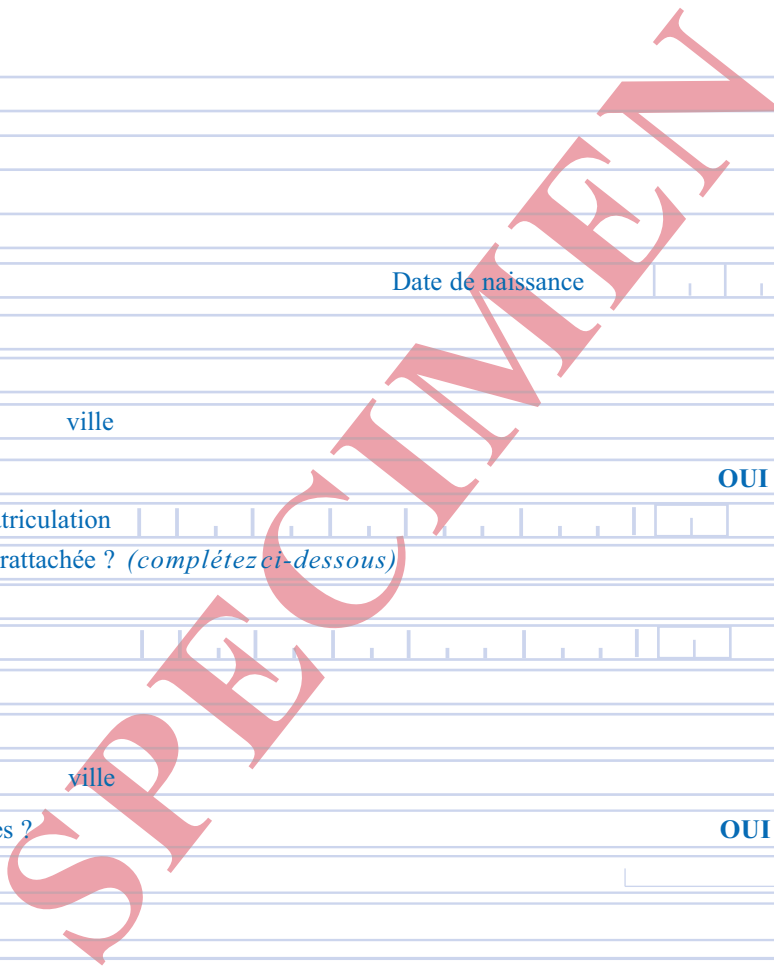 SPECIMEN
Date de naissance
ville
OUI
triculation
rattachée ? (complétez ci-dessous)
ville
es ?
OUI